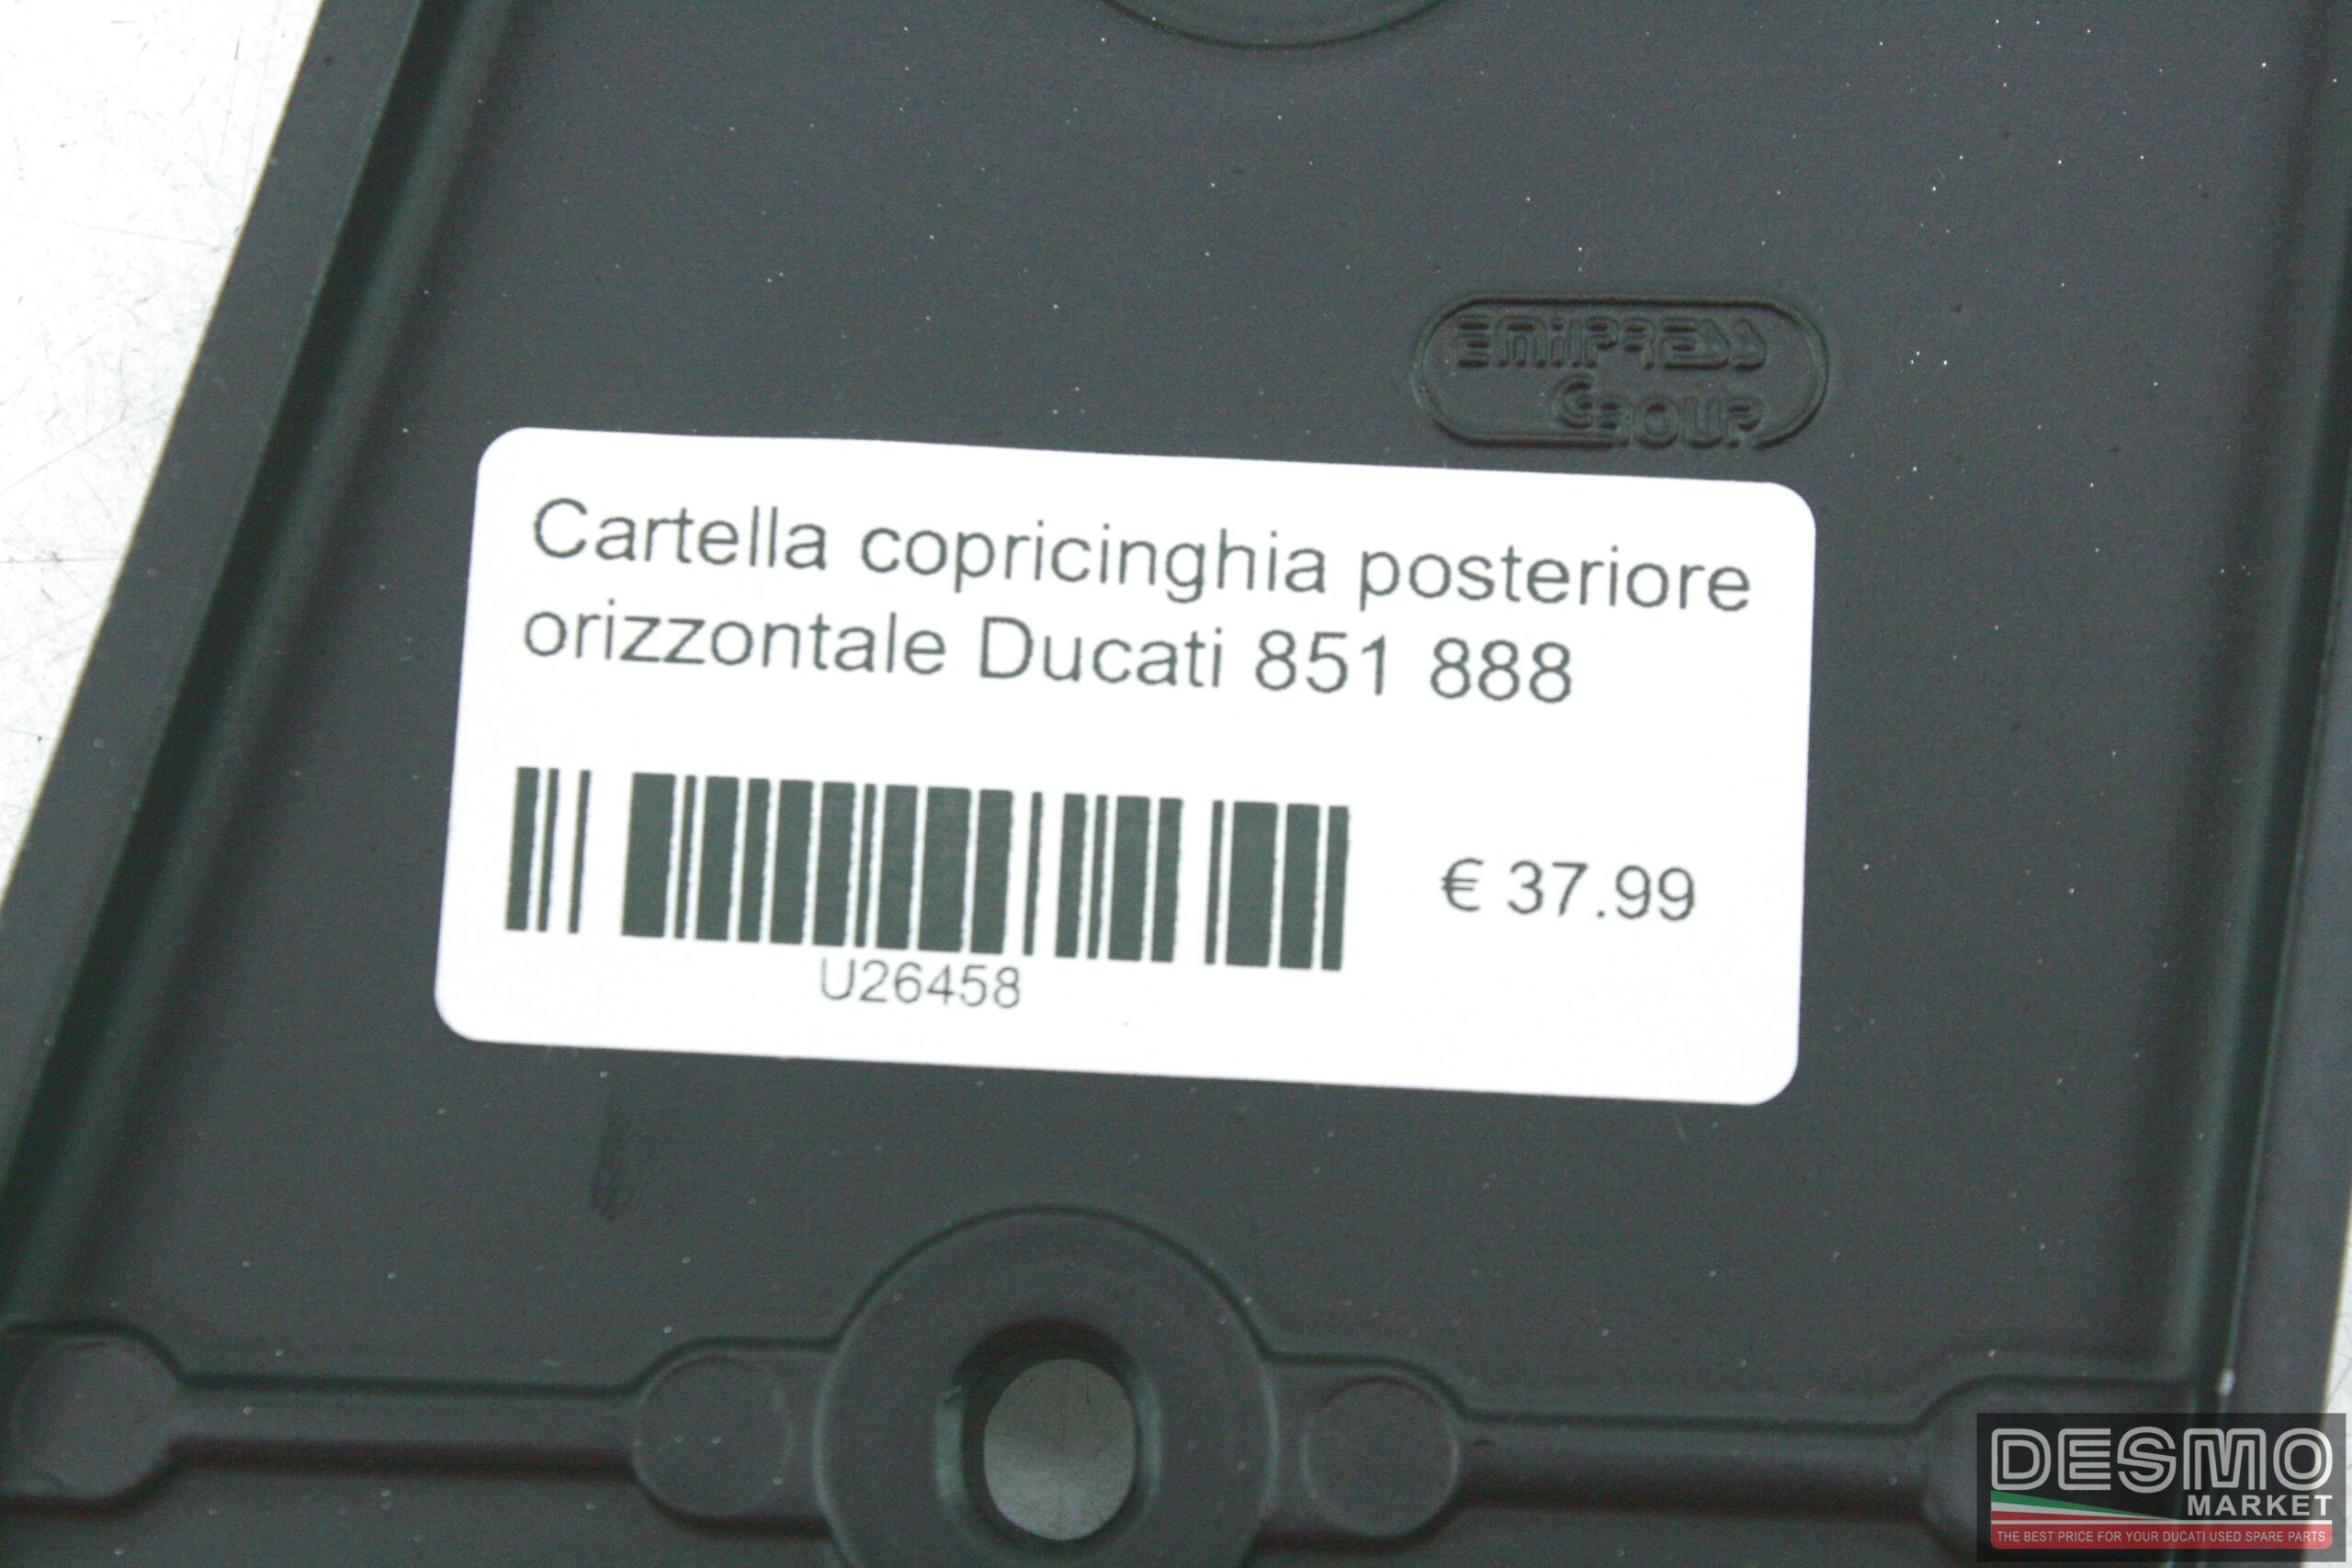 EMILPRESS
GROUP
Cartella copricinghia posteriore
orizzontale Ducati 851 888
U26458
€ 37.99
DESMO
MARKET
THE BEST PRICE FOR YOUR DUCATI USED SPARE PARTS